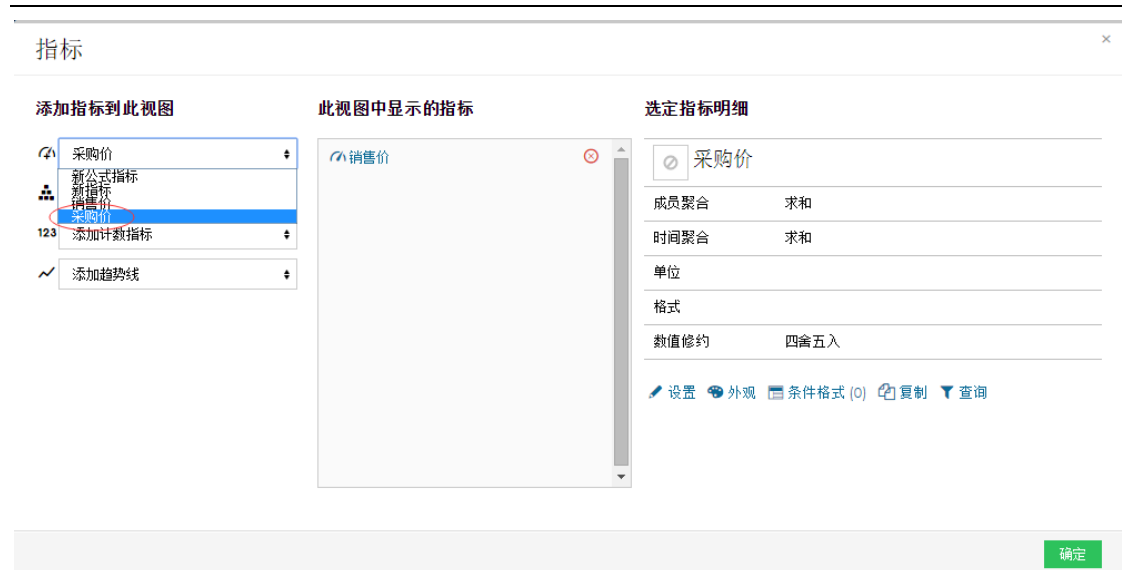 指标
×
添加指标到此视图
此视图中显示的指标
选定指标明细
采购价
新公式指标
新指标
销售价
采购价
123 添加计数指标
添加趋势线
销售价
采购价
成员聚合 求和
时间聚合 求和
单位
格式
数值修约 四舍五入
设置 外观 条件格式 (0) 复制 查询
确定